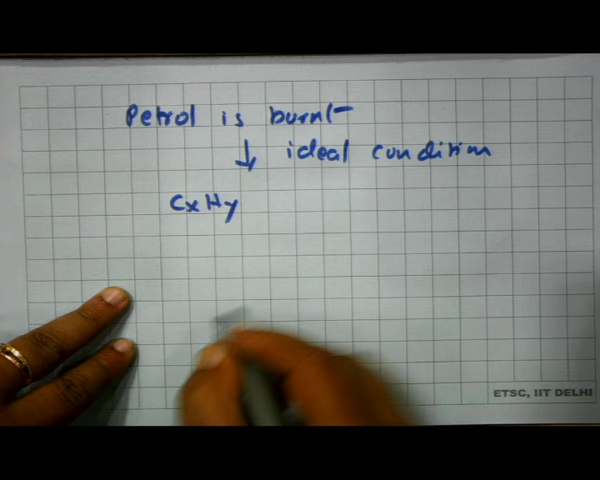 Petrol is burnt
ideal condition
CxHy
ETSC, IIT DELHI